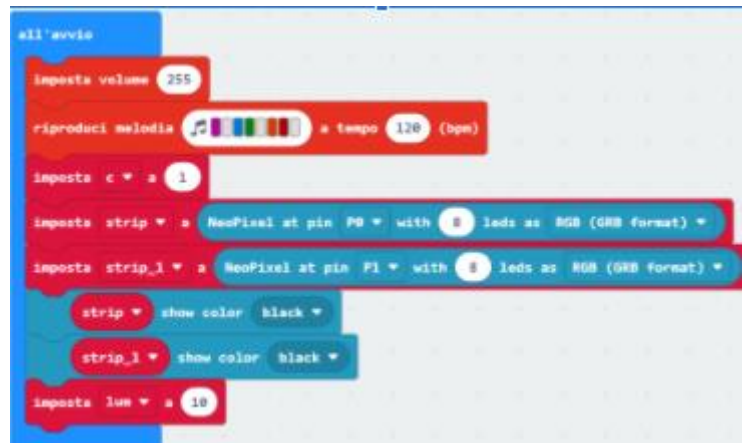 all'avvio
imposta volume 255
riproduci melodia a tempo 120 (bpm)
imposta c a 1
imposta strip a NeoPixel at pin P0 with 8 leds as RGB (GRB format)
imposta strip_1 a NeoPixel at pin P1 with 8 leds as RGB (GRB format)
strip show color black
strip_1 show color black
imposta lum a 10